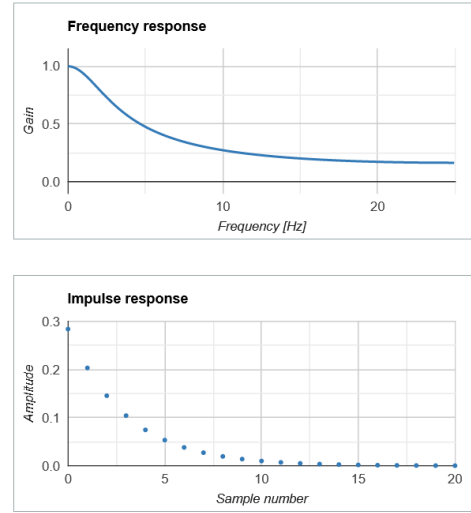 Frequency response
1.0
0.5
0.0
Gain
0
10
20
Frequency [Hz]
Impulse response
0.3
0.2
0.1
0.0
Amplitude
0
5
10
15
20
Sample number